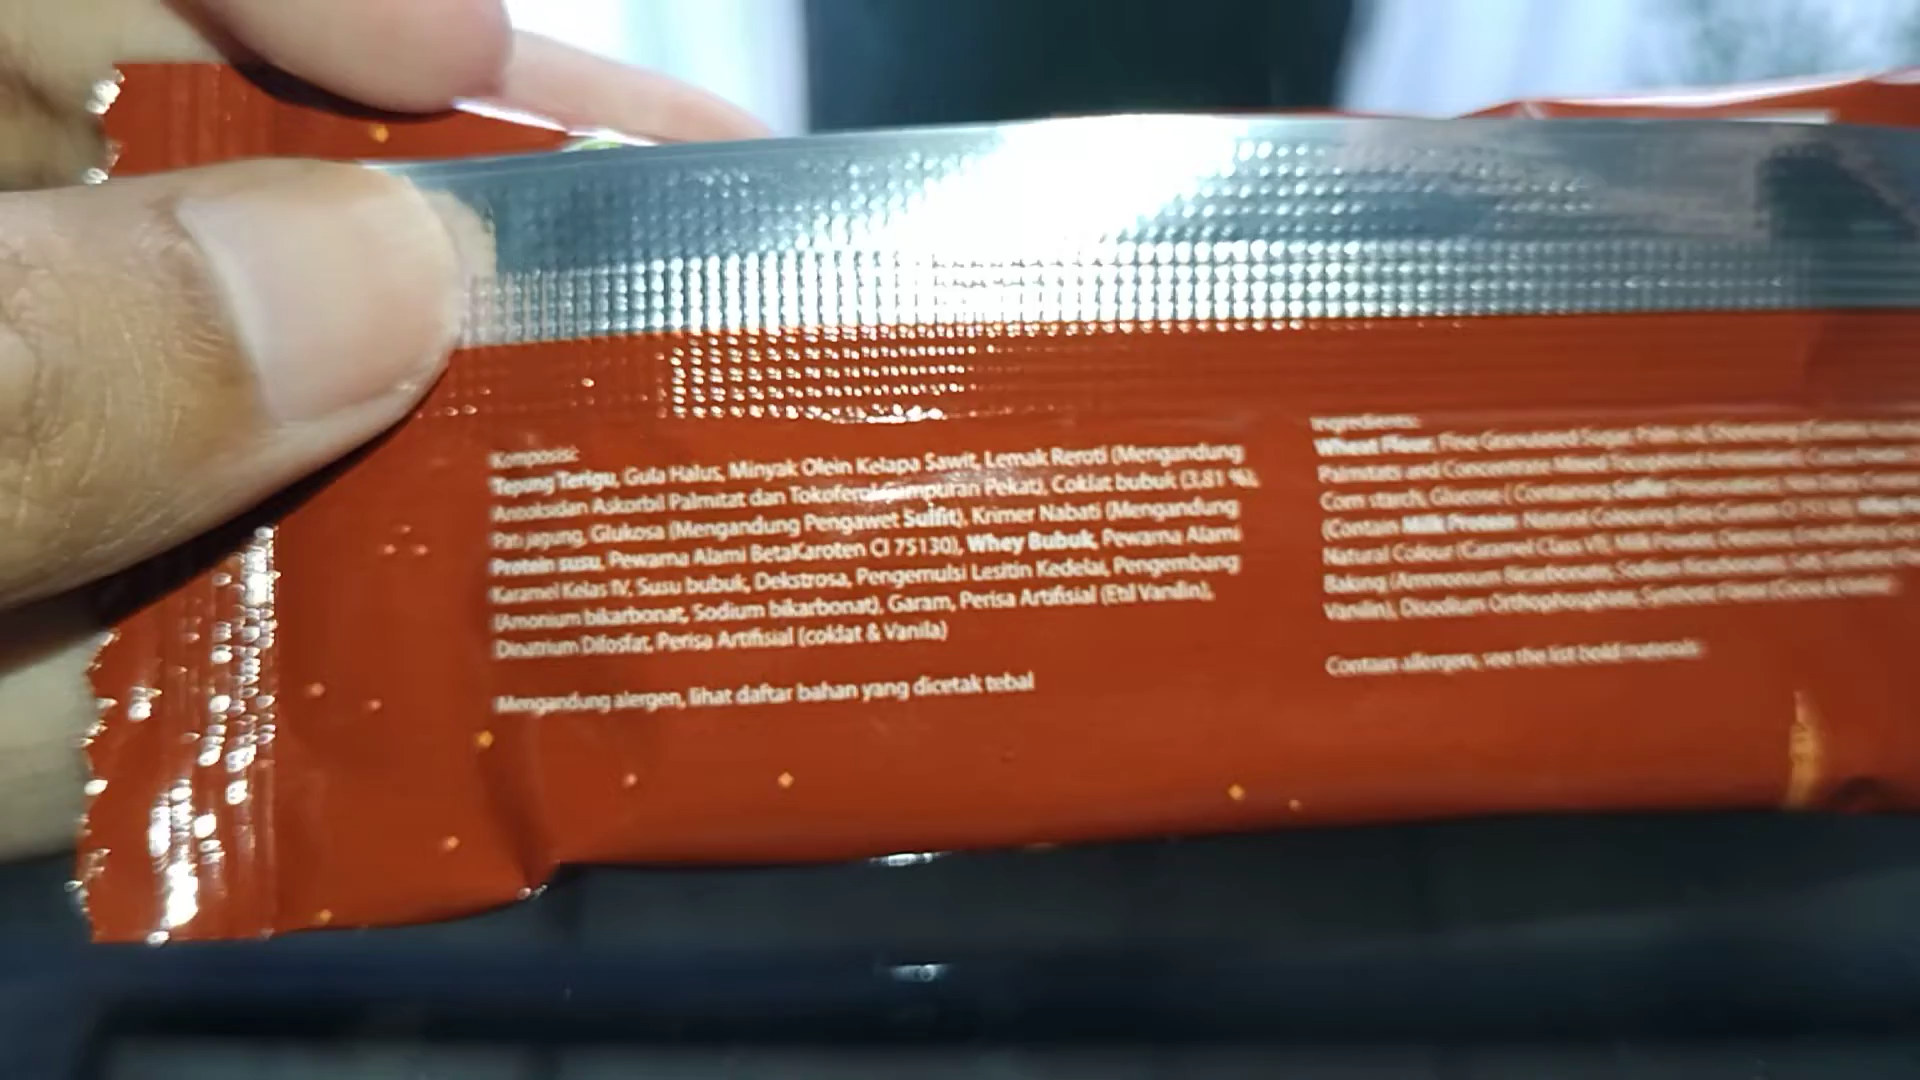 Komposisi:
Tepung Terigu, Gula Halus, Minyak Olein Kelapa Sawit, Lemak Reroti (Mengandung
Antioksidan Askorbil Palmitat dan Tokoferol Campuran Pekat), Coklat bubuk (3,81 %),
Pati jagung, Glukosa (Mengandung Pengawet Sulfit), Krimer Nabati (Mengandung
Protein susu, Pewarna Alami BetaKaroten CI 75130), Whey Bubuk, Pewarna Alami
Karamel Kelas IV, Susu bubuk, Dekstrosa, Pengemulsi Lesitin Kedelai, Pengembang
(Amonium bikarbonat, Sodium bikarbonat), Garam, Perisa Artifisial (Etil Vanilin),
Dinatrium Difosfat, Perisa Artifisial (coklat & Vanila)
Mengandung alergen, lihat daftar bahan yang dicetak tebal
Ingredients:
Wheat Flour, Fine Granulated Sugar, Palm oil, Shortening
Palmitats and Concentrate Mixed Tocopherol
Corn starch, Glucose ( Containing Sulfite
(Contain Milk Protein, Natural Colouring Beta Caroten CI 75130),
Natural Colour (Caramel Class VI), Milk Powder, Dextrose,
Baking (Ammonium Bicarbonate, Sodium Bicarbonate), Salt,
Vanilin), Disodium Orthophosphate, Synthetic Flavor (Cocoa & Vanila)
Contain allergen, see the list bold materials